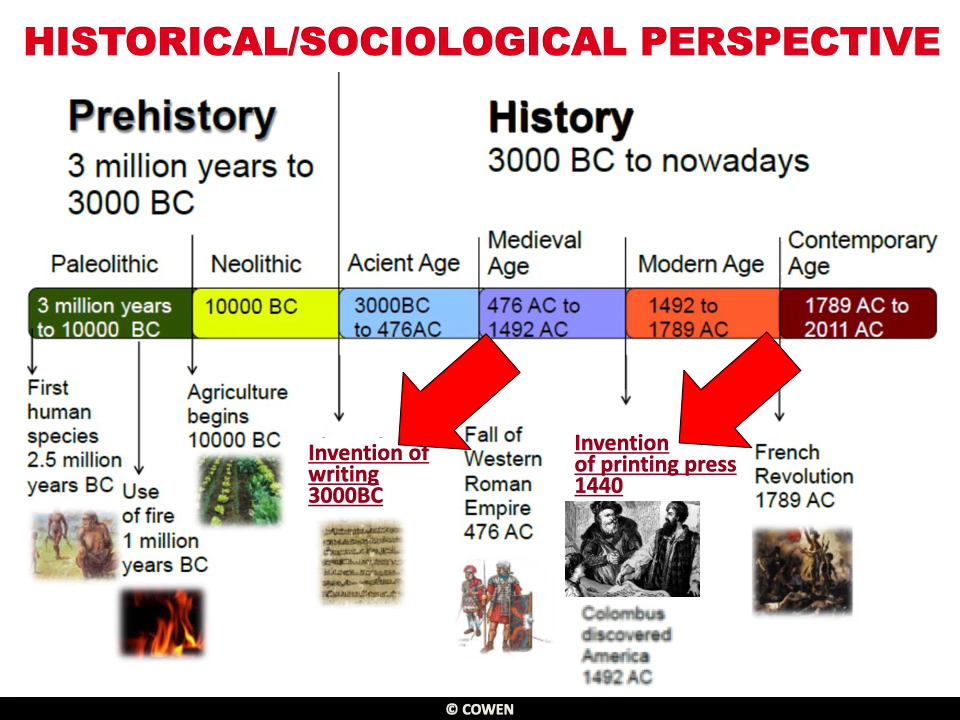 HISTORICAL/SOCIOLOGICAL PERSPECTIVE
Prehistory
3 million years to
3000 BC
History
3000 BC to nowadays
Paleolithic
Neolithic
Acient Age
Medieval
Age
Modern Age
Contemporary
Age
3 million years
to 10000 BC
10000 BC
3000BC
to 476AC
476 AC to
1492 AC
1492 to
1789 AC
1789 AC to
2011 AC
First
human
species
2.5 million
years BC
Use
of fire
1 million
years BC
Agriculture
begins
10000 BC
Invention of
writing
3000BC
Fall of
Western
Roman
Empire
476 AC
Invention
of printing press
1440
Colombus
discovered
America
1492 AC
French
Revolution
1789 AC
© COWEN